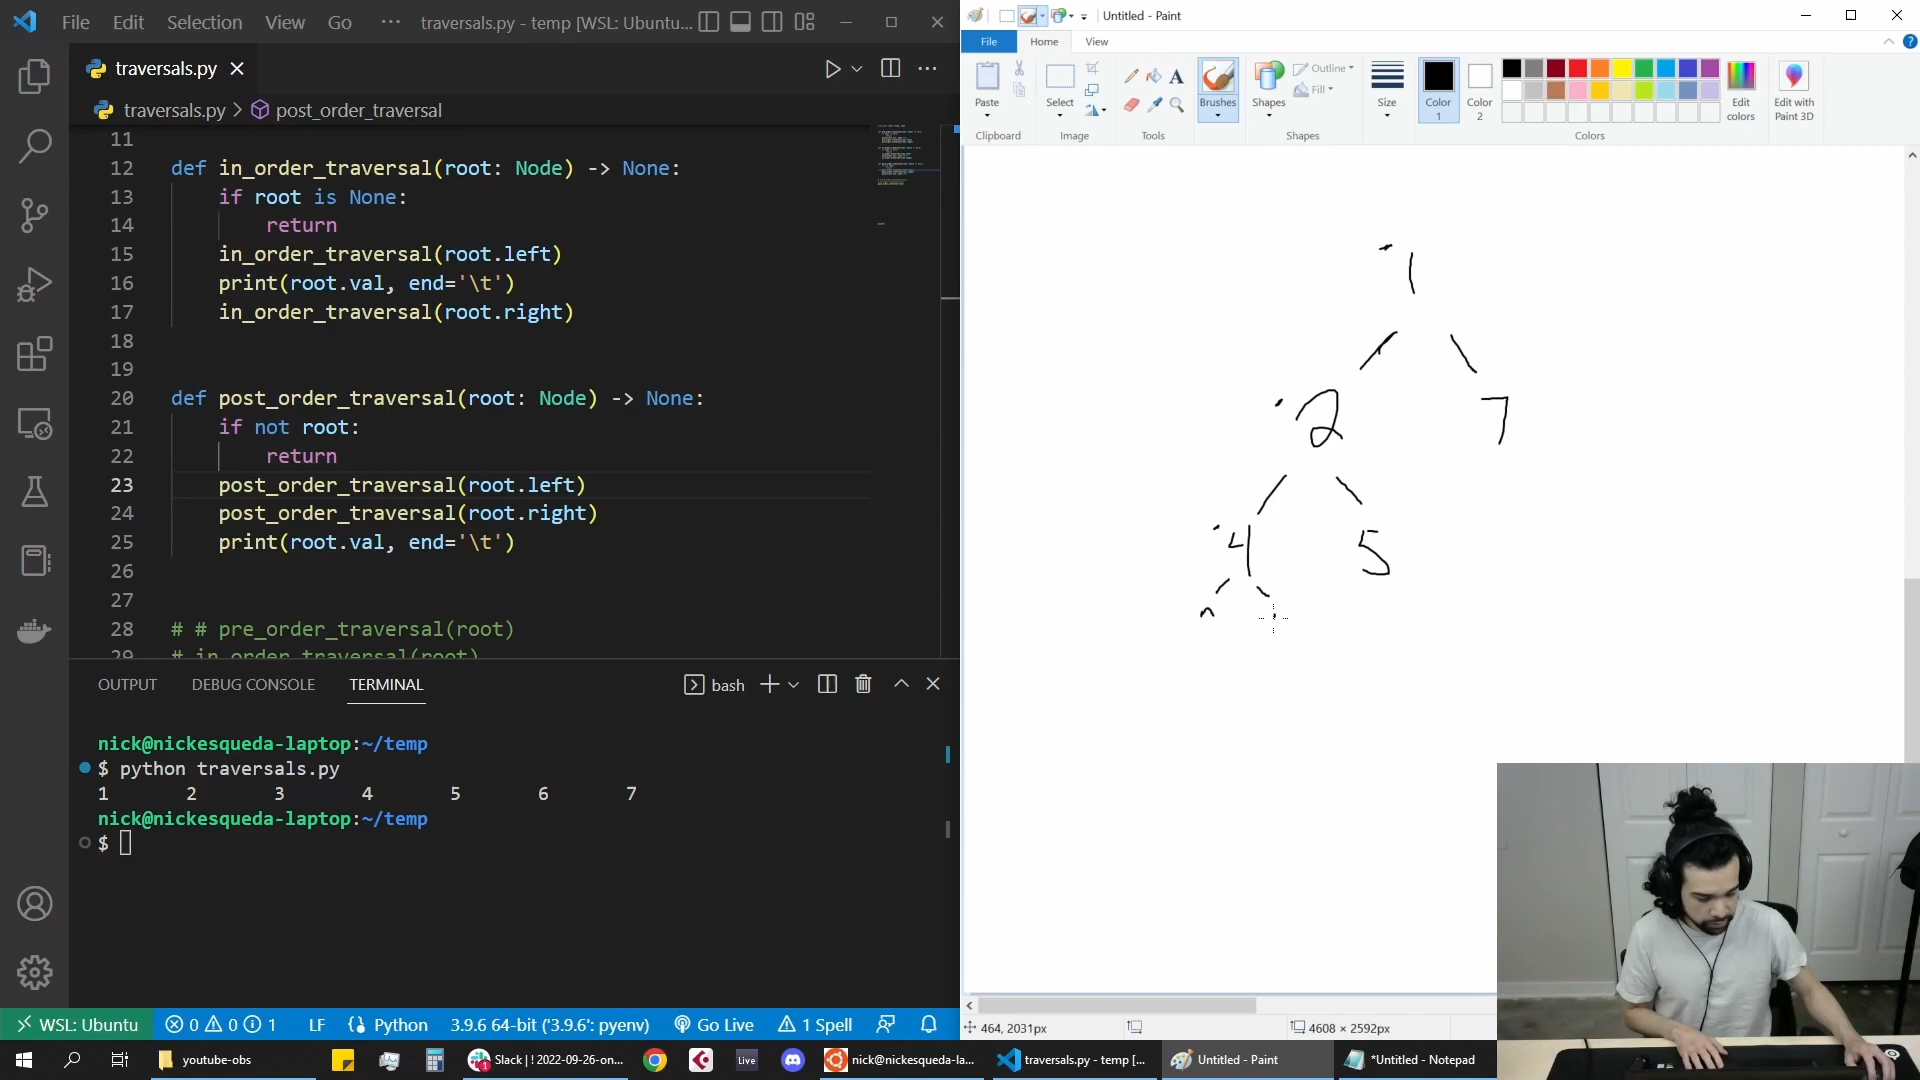 File Edit Selection View Go ··· traversals.py - temp [WSL: Ubuntu...
traversals.py
traversals.py > post_order_traversal
11
12 def in_order_traversal(root: Node) -> None:
13 if root is None:
14 return
15 in_order_traversal(root.left)
16 print(root.val, end='\t')
17 in_order_traversal(root.right)
18
19
20 def post_order_traversal(root: Node) -> None:
21 if not root:
22 return
23 post_order_traversal(root.left)
24 post_order_traversal(root.right)
25 print(root.val, end='\t')
26
27
28 # # pre_order_traversal(root)
29 # in_order_traversal(root)
OUTPUT DEBUG CONSOLE TERMINAL bash
nick@nickesqueda-laptop:~/temp
$ python traversals.py
1 2 3 4 5 6 7
nick@nickesqueda-laptop:~/temp
$
WSL: Ubuntu 0 0 1 LF Python 3.9.6 64-bit ('3.9.6': pyenv) Go Live 1 Spell
Untitled - Paint
File Home View
Paste Select Brushes Shapes Outline Fill Size Color 1 Color 2 Edit colors Edit with Paint 3D
Clipboard Image Tools Shapes Colors
1
2 7
4 5
n
464, 2031px 4608 × 2592px
youtube-obs Slack | ! 2022-09-26-on... Live nick@nickesqueda-la... traversals.py - temp [... Untitled - Paint *Untitled - Notepad